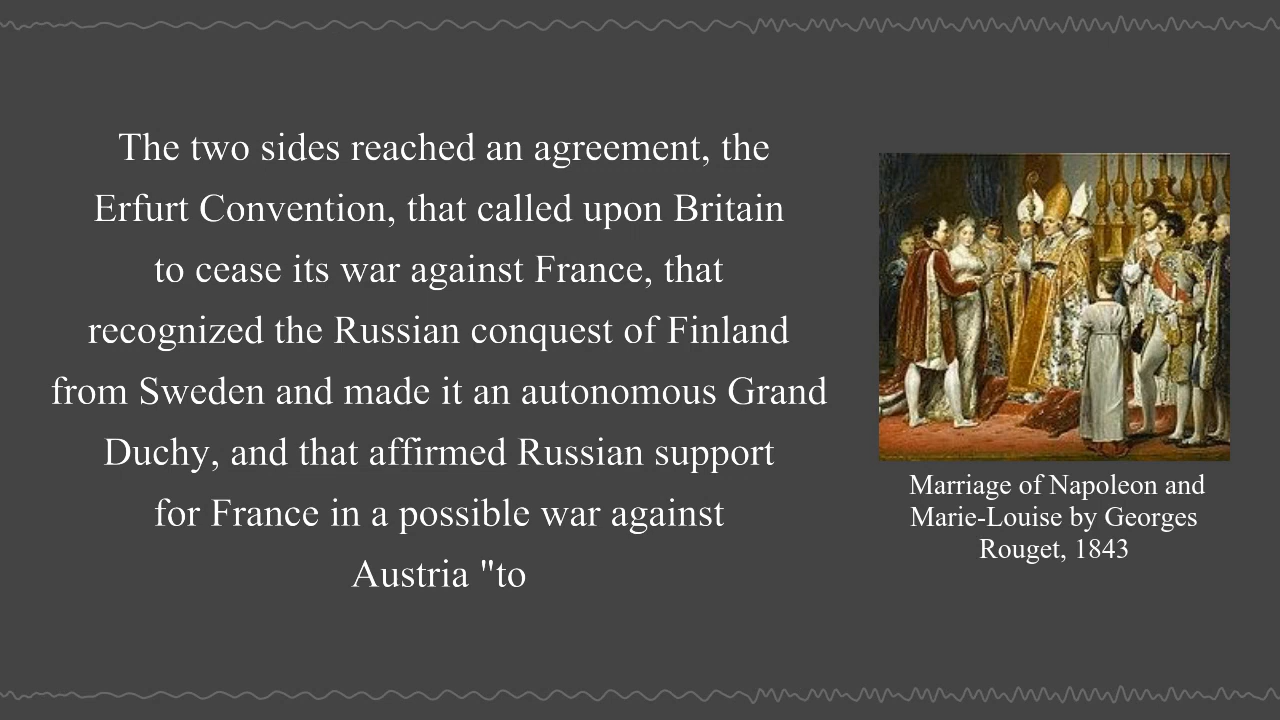 The two sides reached an agreement, the
Erfurt Convention, that called upon Britain
to cease its war against France, that
recognized the Russian conquest of Finland
from Sweden and made it an autonomous Grand
Duchy, and that affirmed Russian support
for France in a possible war against
Austria "to
Marriage of Napoleon and
Marie-Louise by Georges
Rouget, 1843